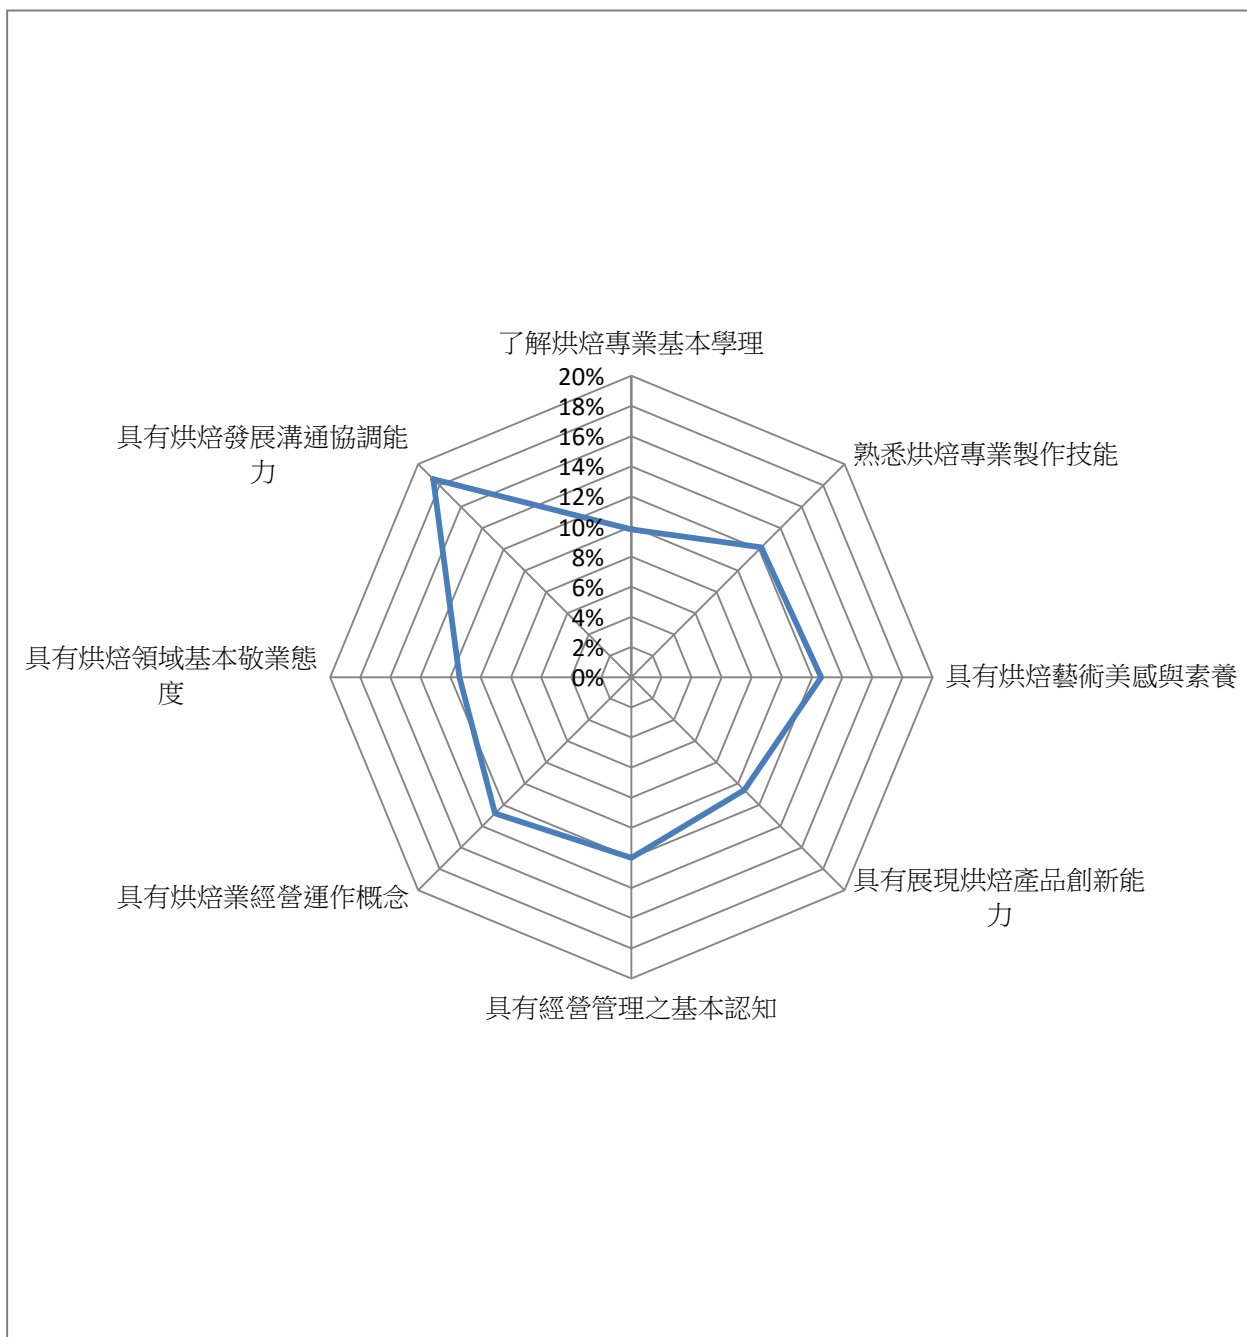 了解烘焙專業基本學理
20%
18%
16%
14%
12%
10%
8%
6%
4%
2%
0%
熟悉烘焙專業製作技能
具有烘焙藝術美感與素養
具有展現烘焙產品創新能
力
具有經營管理之基本認知
具有烘焙業經營運作概念
具有烘焙領域基本敬業態
度
具有烘焙發展溝通協調能
力